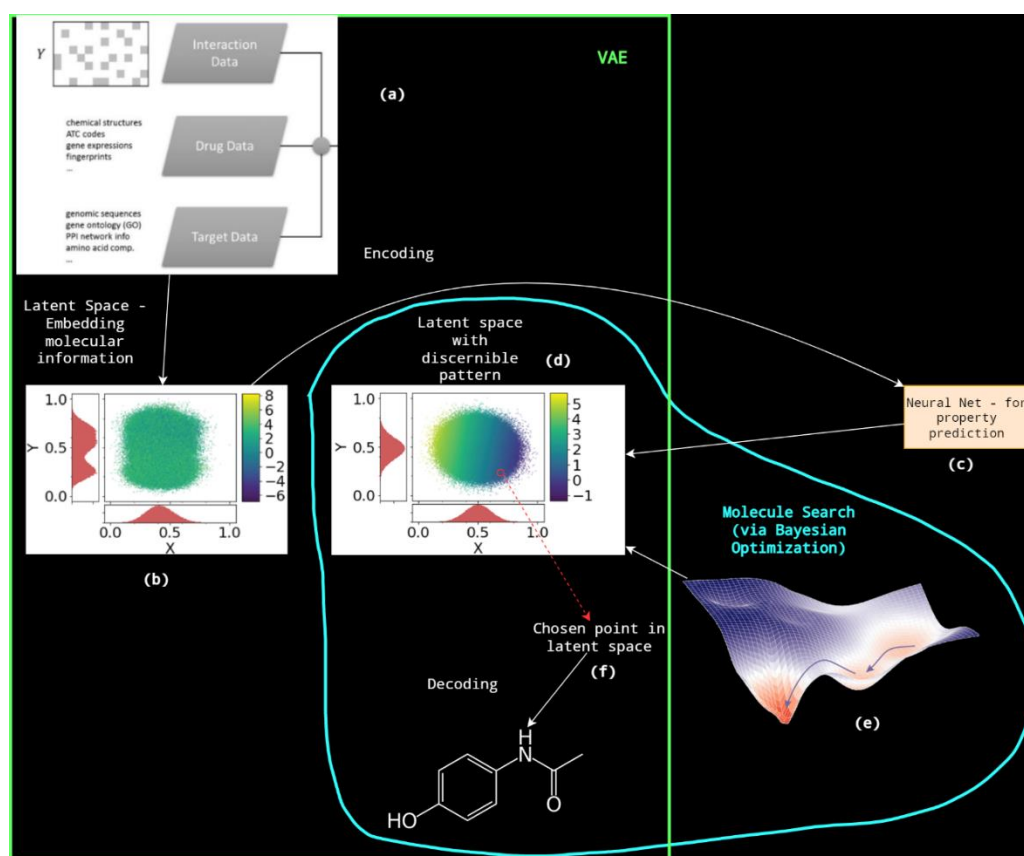 Y
Interaction
Data
VAE
(a)
chemical structures
ATC codes
gene expressions
fingerprints
...
Drug Data
genomic sequences
gene ontology (GO)
PPI network info
amino acid comp.
...
Target Data
Encoding
Latent Space -
Embedding
molecular
information
Latent space
with
discernible
pattern
(d)
1.0
0.5
0.0
Y
8
6
4
2
0
−2
−4
−6
0.0 0.5 1.0
X
(b)
1.0
0.5
0.0
Y
5
4
3
2
1
0
−1
0.0 0.5 1.0
X
Neural Net - for
property
prediction
(c)
Molecule Search
(via Bayesian
Optimization)
Chosen point in
latent space
(f)
(e)
Decoding
H
N
O
HO